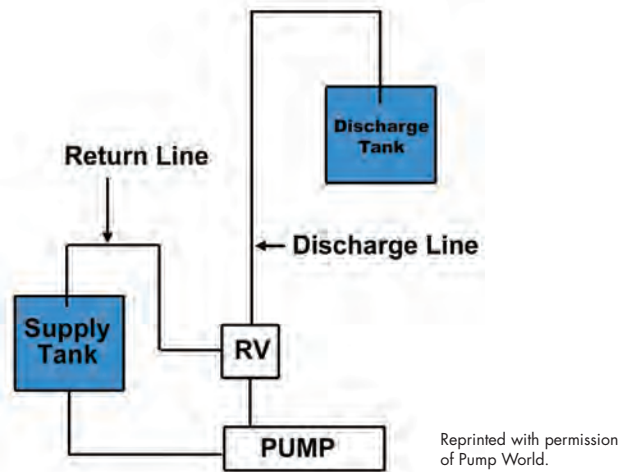 Discharge
Tank
Return Line
Discharge Line
Supply
Tank
RV
PUMP
Reprinted with permission
of Pump World.